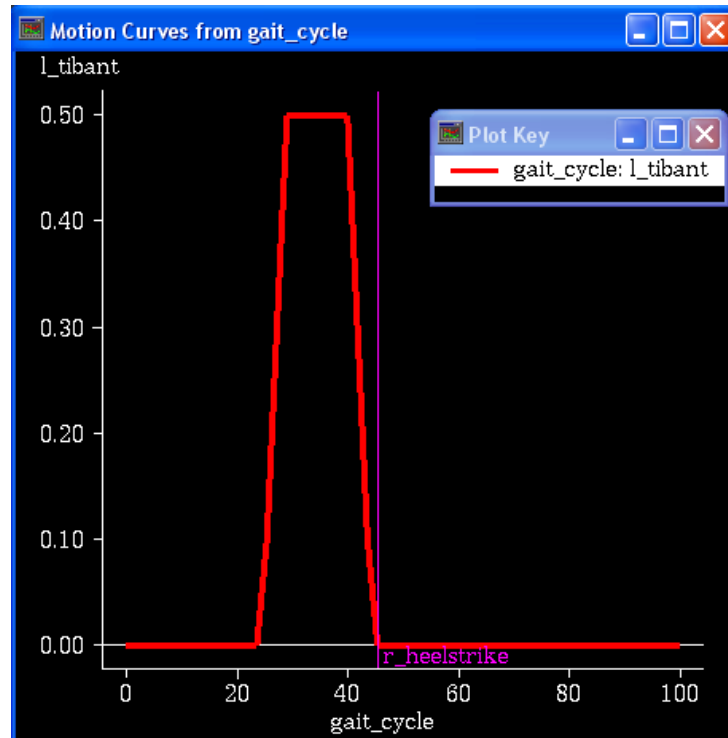 Motion Curves from gait_cycle
l_tibant
0.50
0.40
0.30
0.20
0.10
0.00
Plot Key
gait_cycle: l_tibant
r_heelstrike
0 20 40 60 80 100
gait_cycle